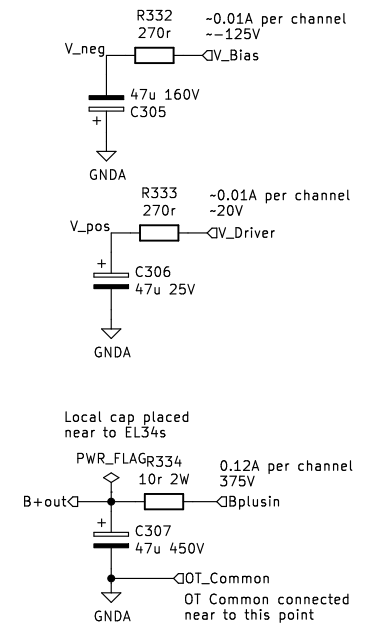 R332
270r
~0.01A per channel
~-125V
V_neg
V_Bias
47u 160V
C305
+
GNDA
R333
270r
~0.01A per channel
~20V
V_pos
V_Driver
+
C306
47u 25V
GNDA
Local cap placed
near to EL34s
PWR_FLAG
R334
10r 2W
0.12A per channel
375V
B+out
Bplusin
+
C307
47u 450V
OT_Common
GNDA
OT Common connected
near to this point